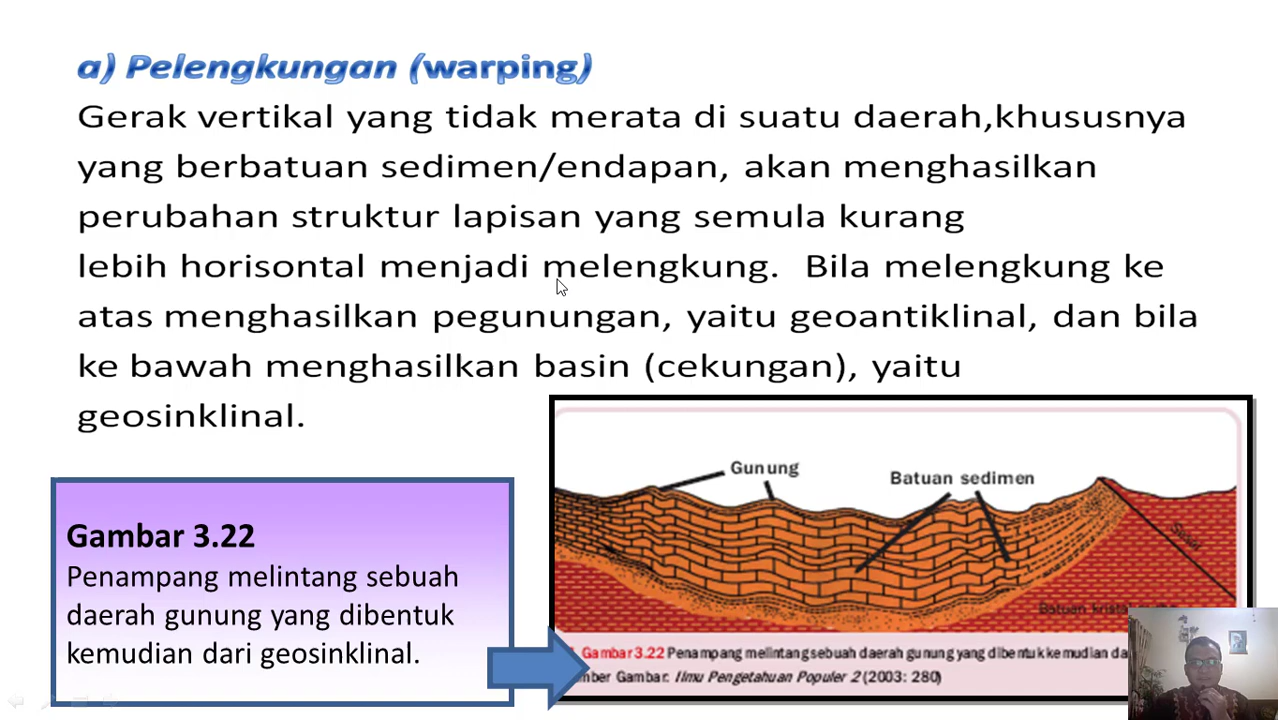 a) Pelengkungan (warping)
Gerak vertikal yang tidak merata di suatu daerah,khususnya
yang berbatuan sedimen/endapan, akan menghasilkan
perubahan struktur lapisan yang semula kurang
lebih horisontal menjadi melengkung. Bila melengkung ke
atas menghasilkan pegunungan, yaitu geoantiklinal, dan bila
ke bawah menghasilkan basin (cekungan), yaitu
geosinklinal.
Gambar 3.22
Penampang melintang sebuah
daerah gunung yang dibentuk
kemudian dari geosinklinal.
Gunung
Batuan sedimen
Batuan
Gambar 3.22 Penampang melintang sebuah daerah gunung yang dibentuk kemudian
Gambar. Ilmu Pengetahuan Populer 2 (2003: 280)